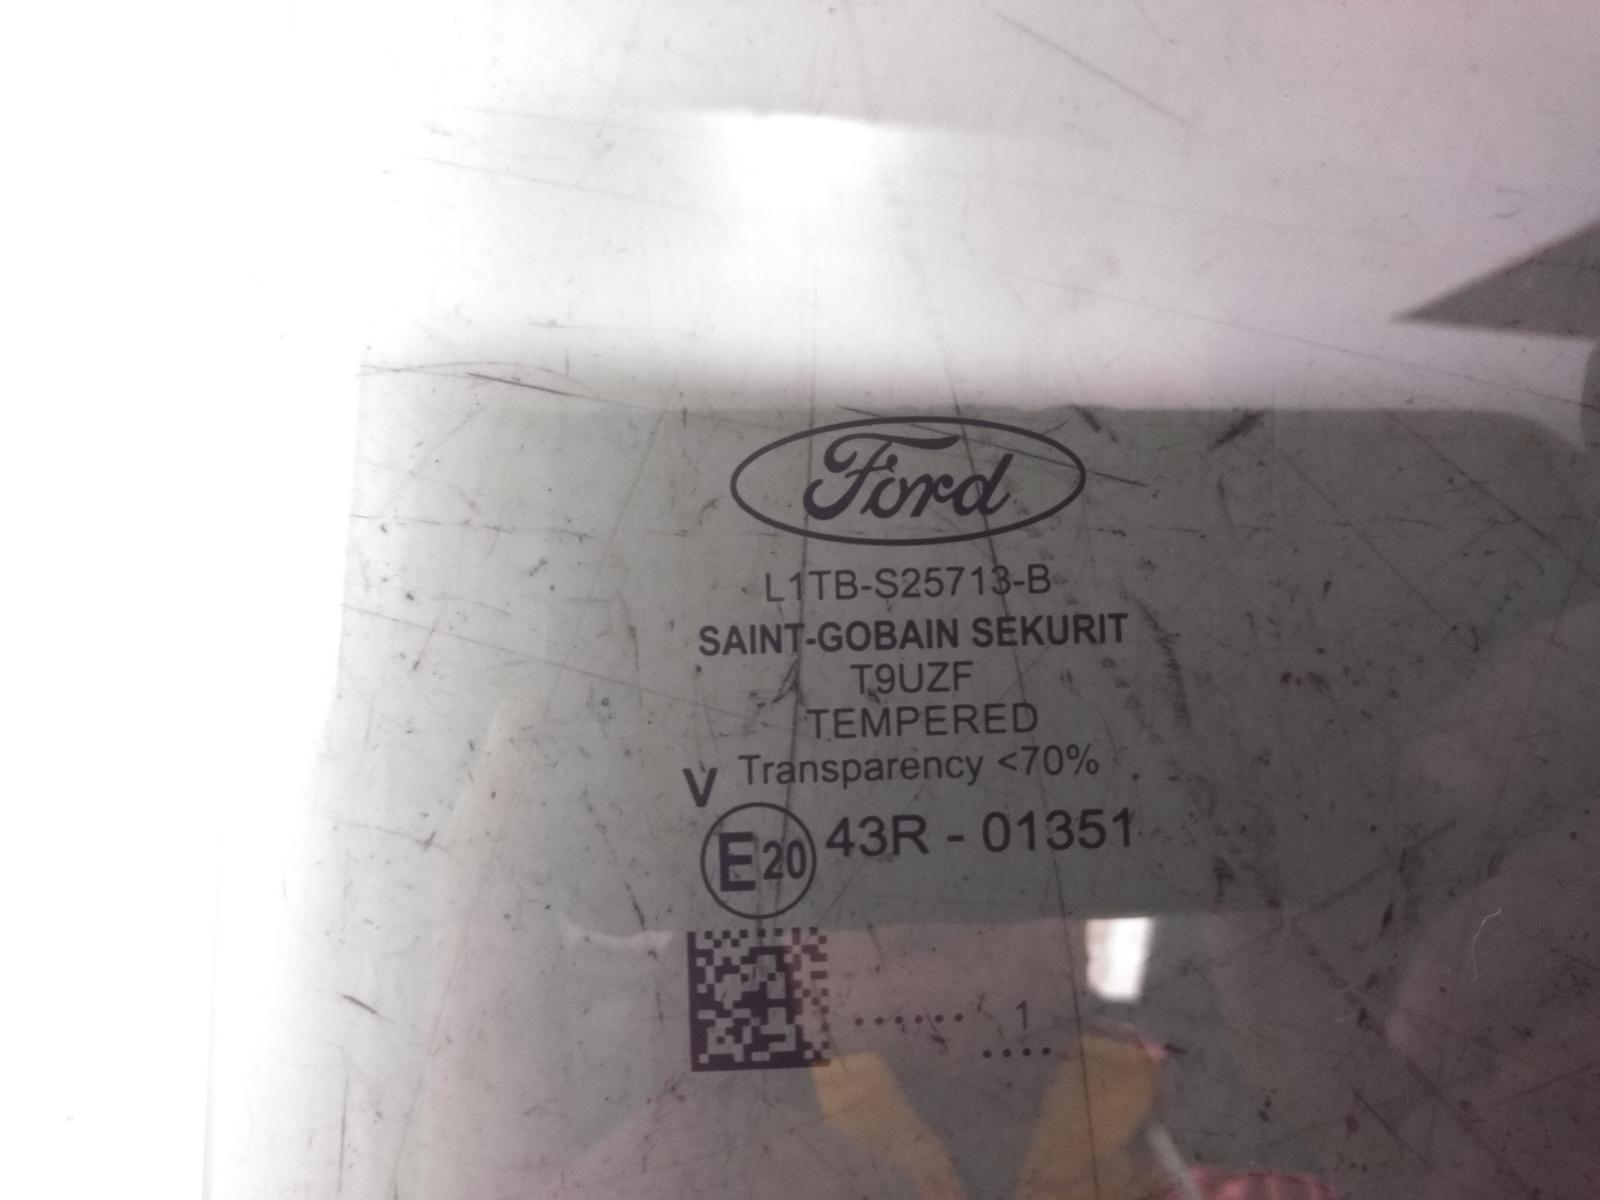 Ford
L1TB-S25713-B
SAINT-GOBAIN SEKURIT
T9UZF
TEMPERED
Transparency <70%
V
E20 43R - 01351
...... 1
....